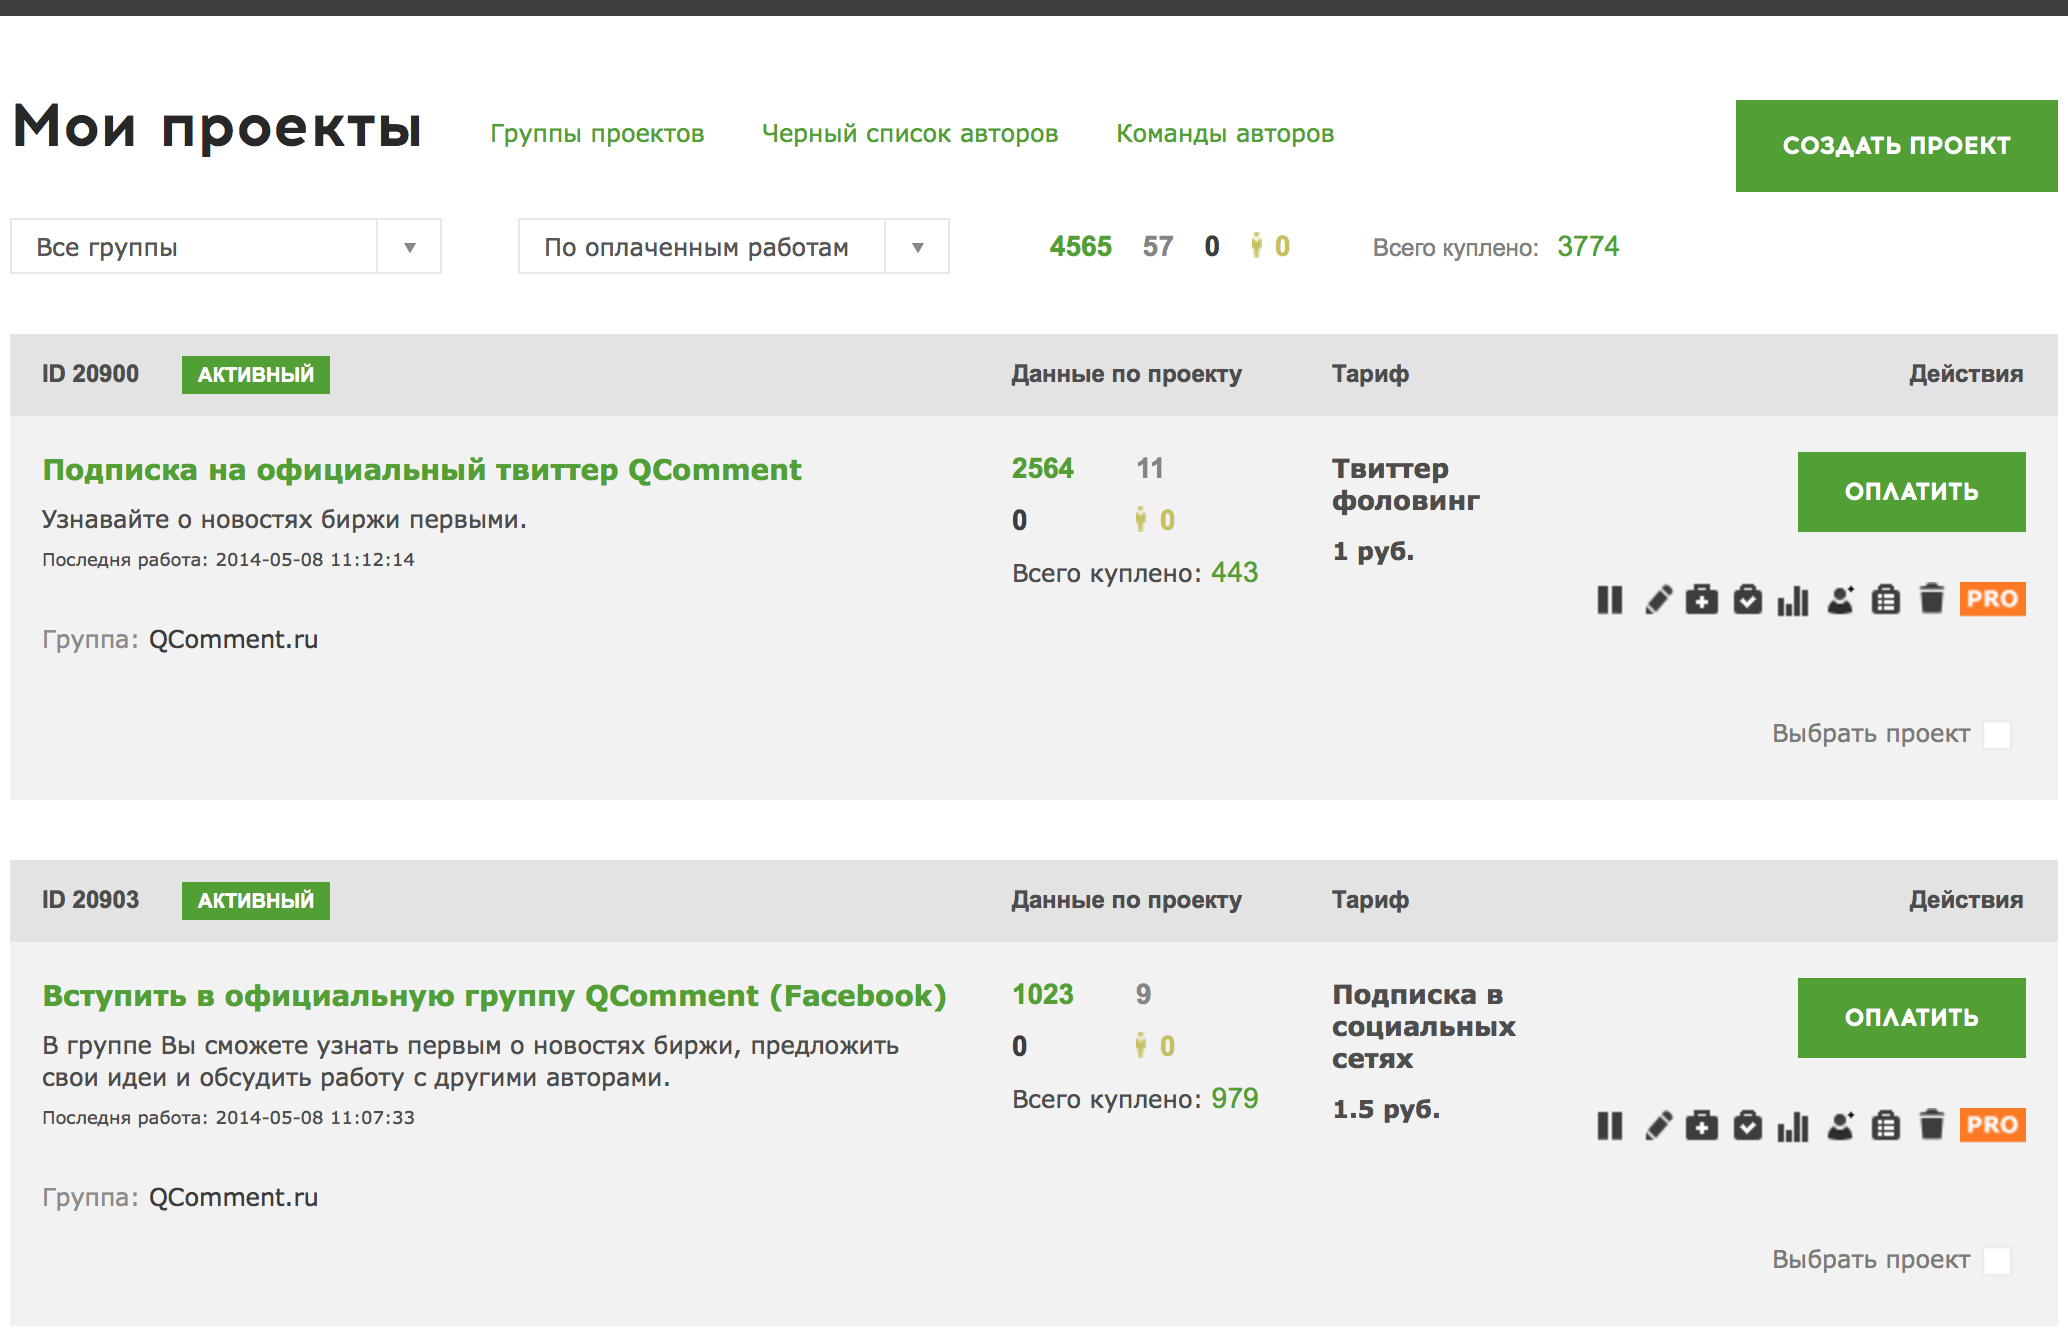 Мои проекты
Группы проектов
Черный список авторов
Команды авторов
СОЗДАТЬ ПРОЕКТ
Все группы
По оплаченным работам
4565 57 0 0
Всего куплено: 3774
ID 20900 АКТИВНЫЙ Данные по проекту Тариф Действия
Подписка на официальный твиттер QComment
Узнавайте о новостях биржи первыми.
Последня работа: 2014-05-08 11:12:14
Группа: QComment.ru
2564 11
0 0
Всего куплено: 443
Твиттер
фоловинг
1 руб.
ОПЛАТИТЬ
PRO
Выбрать проект
ID 20903 АКТИВНЫЙ Данные по проекту Тариф Действия
Вступить в официальную группу QComment (Facebook)
В группе Вы сможете узнать первым о новостях биржи, предложить
свои идеи и обсудить работу с другими авторами.
Последня работа: 2014-05-08 11:07:33
Группа: QComment.ru
1023 9
0 0
Всего куплено: 979
Подписка в
социальных
сетях
1.5 руб.
ОПЛАТИТЬ
PRO
Выбрать проект